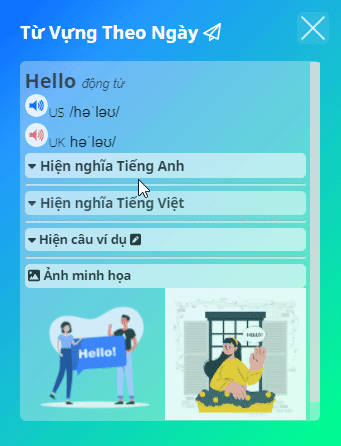 Từ Vựng Theo Ngày
Hello động từ
US /həˈləʊ/
UK həˈləʊ/
Hiện nghĩa Tiếng Anh
Hiện nghĩa Tiếng Việt
Hiện câu ví dụ
Ảnh minh họa
Hello!
HELLO!